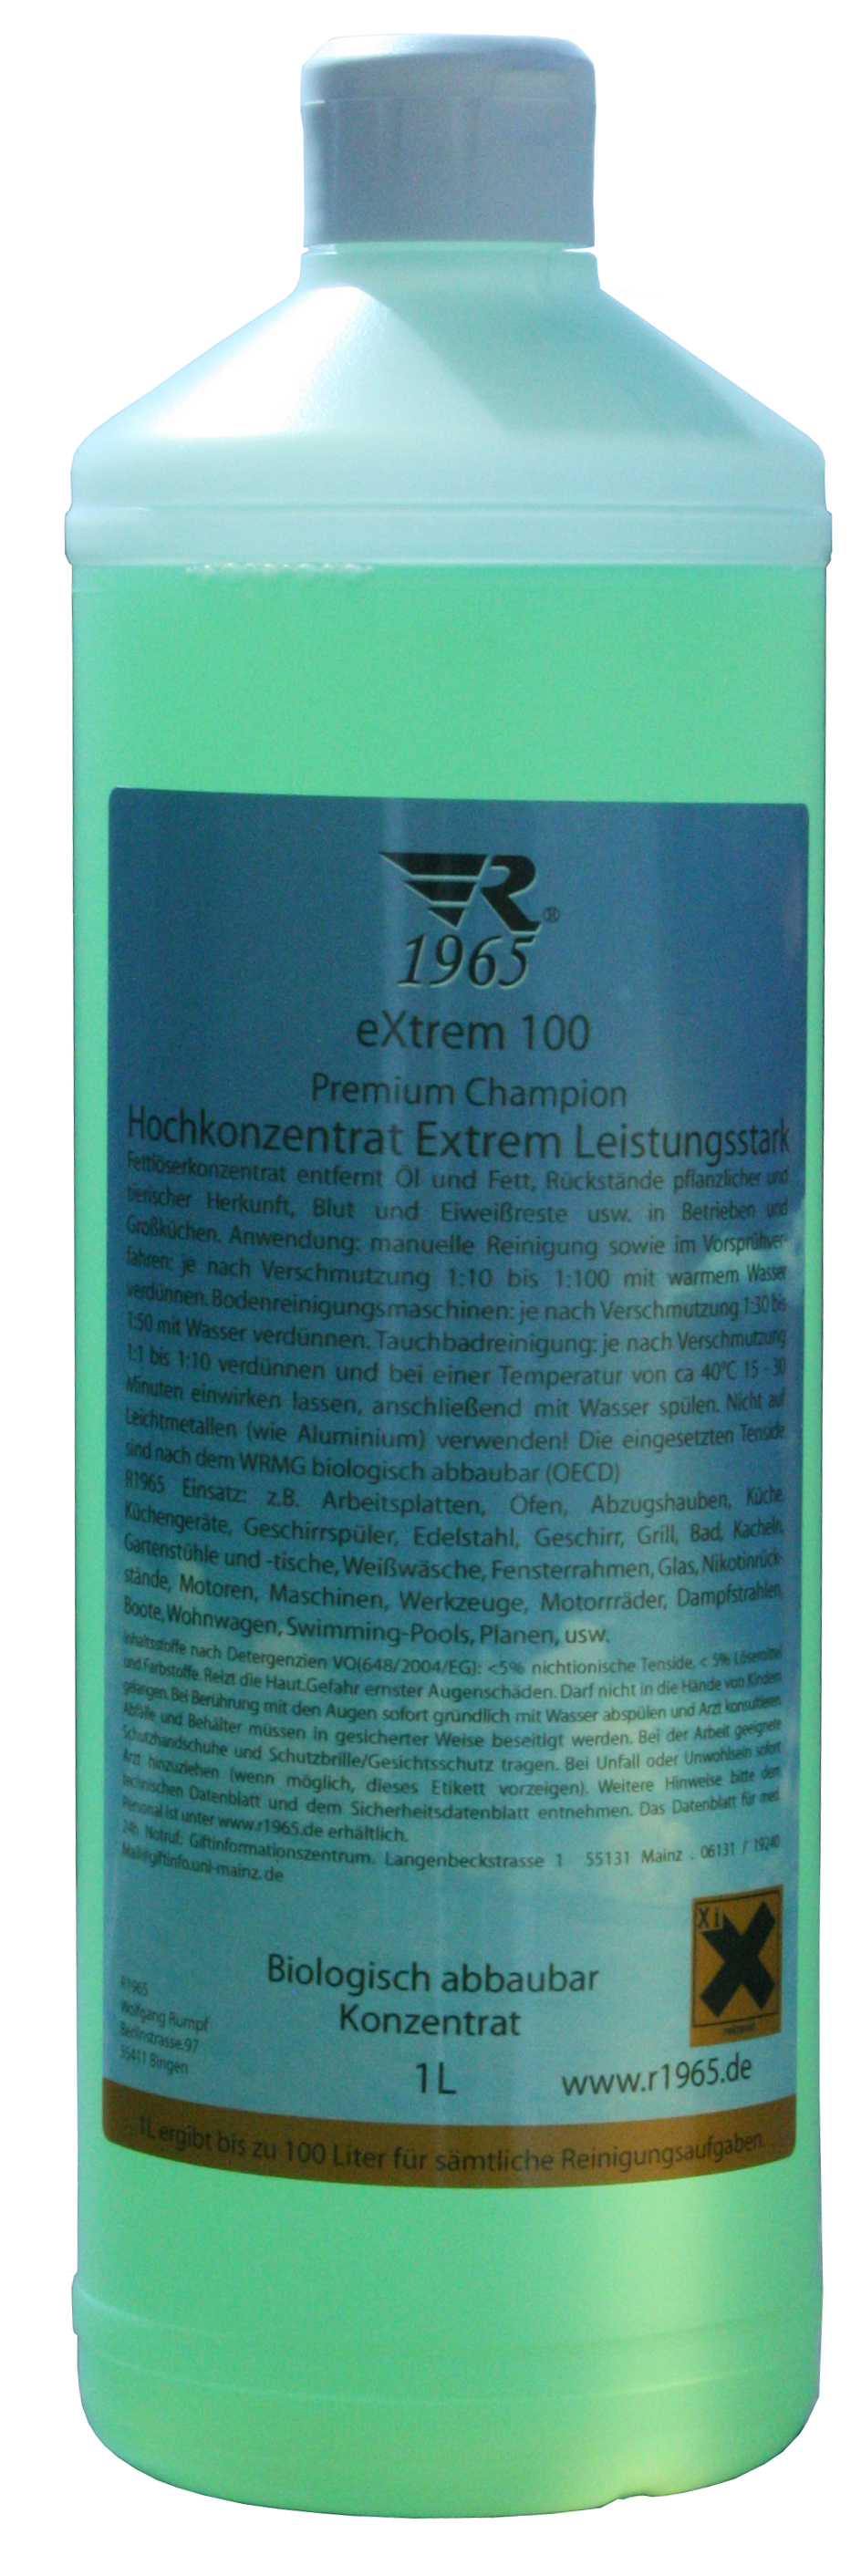 R®
1965
eXtrem 100
Premium Champion
Hochkonzentrat Extrem Leistungsstark
Fettlöserkonzentrat entfernt Öl und Fett, Rückstände pflanzlicher und
tierischer Herkunft, Blut und Eiweißreste usw. in Betrieben und
Großküchen. Anwendung: manuelle Reinigung sowie im Vorsprühver-
fahren: je nach Verschmutzung 1:10 bis 1:100 mit warmem Wasser
verdünnen. Bodenreinigungsmaschinen: je nach Verschmutzung 1:30 bis
1:50 mit Wasser verdünnen. Tauchbadreinigung: je nach Verschmutzung
1:1 bis 1:10 verdünnen und bei einer Temperatur von ca 40°C 15 - 30
Minuten einwirken lassen, anschließend mit Wasser spülen. Nicht auf
Leichtmetallen (wie Aluminium) verwenden! Die eingesetzten Tenside
sind nach dem WRMG biologisch abbaubar (OECD)
R1965 Einsatz: z.B. Arbeitsplatten, Öfen, Abzugshauben, Küche,
Küchengeräte, Geschirrspüler, Edelstahl, Geschirr, Grill, Bad, Kacheln,
Gartenstühle und -tische, Weißwäsche, Fensterrahmen, Glas, Nikotinrück-
stände, Motoren, Maschinen, Werkzeuge, Motorrräder, Dampfstrahlen,
Boote, Wohnwagen, Swimming-Pools, Planen, usw.
Inhaltsstoffe nach Detergenzien VO(648/2004/EG): <5% nichtionische Tenside, < 5% Lösemittel
und Farbstoffe. Reizt die Haut.Gefahr ernster Augenschäden. Darf nicht in die Hände von Kindern
gelangen. Bei Berührung mit den Augen sofort gründlich mit Wasser abspülen und Arzt konsultieren
Abfälle und Behälter müssen in gesicherter Weise beseitigt werden. Bei der Arbeit geeignete
Schutzhandschuhe und Schutzbrille/Gesichtsschutz tragen. Bei Unfall oder Unwohlsein sofort
Arzt hinzuziehen (wenn möglich, dieses Etikett vorzeigen). Weitere Hinweise bitte dem
technischen Datenblatt und dem Sicherheitsdatenblatt entnehmen. Das Datenblatt für med.
Personal ist unter www.r1965.de erhältlich.
24h Notruf: Giftinformationszentrum. Langenbeckstrasse 1 55131 Mainz . 06131 / 19240
Mail@giftinfo.uni-mainz.de
Xi
reizend
Biologisch abbaubar
Konzentrat
1L
R1965
Wolfgang Rumpf
Berlinstrasse.97
55411 Bingen
www.r1965.de
1L ergibt bis zu 100 Liter für sämtliche Reinigungsaufgaben.